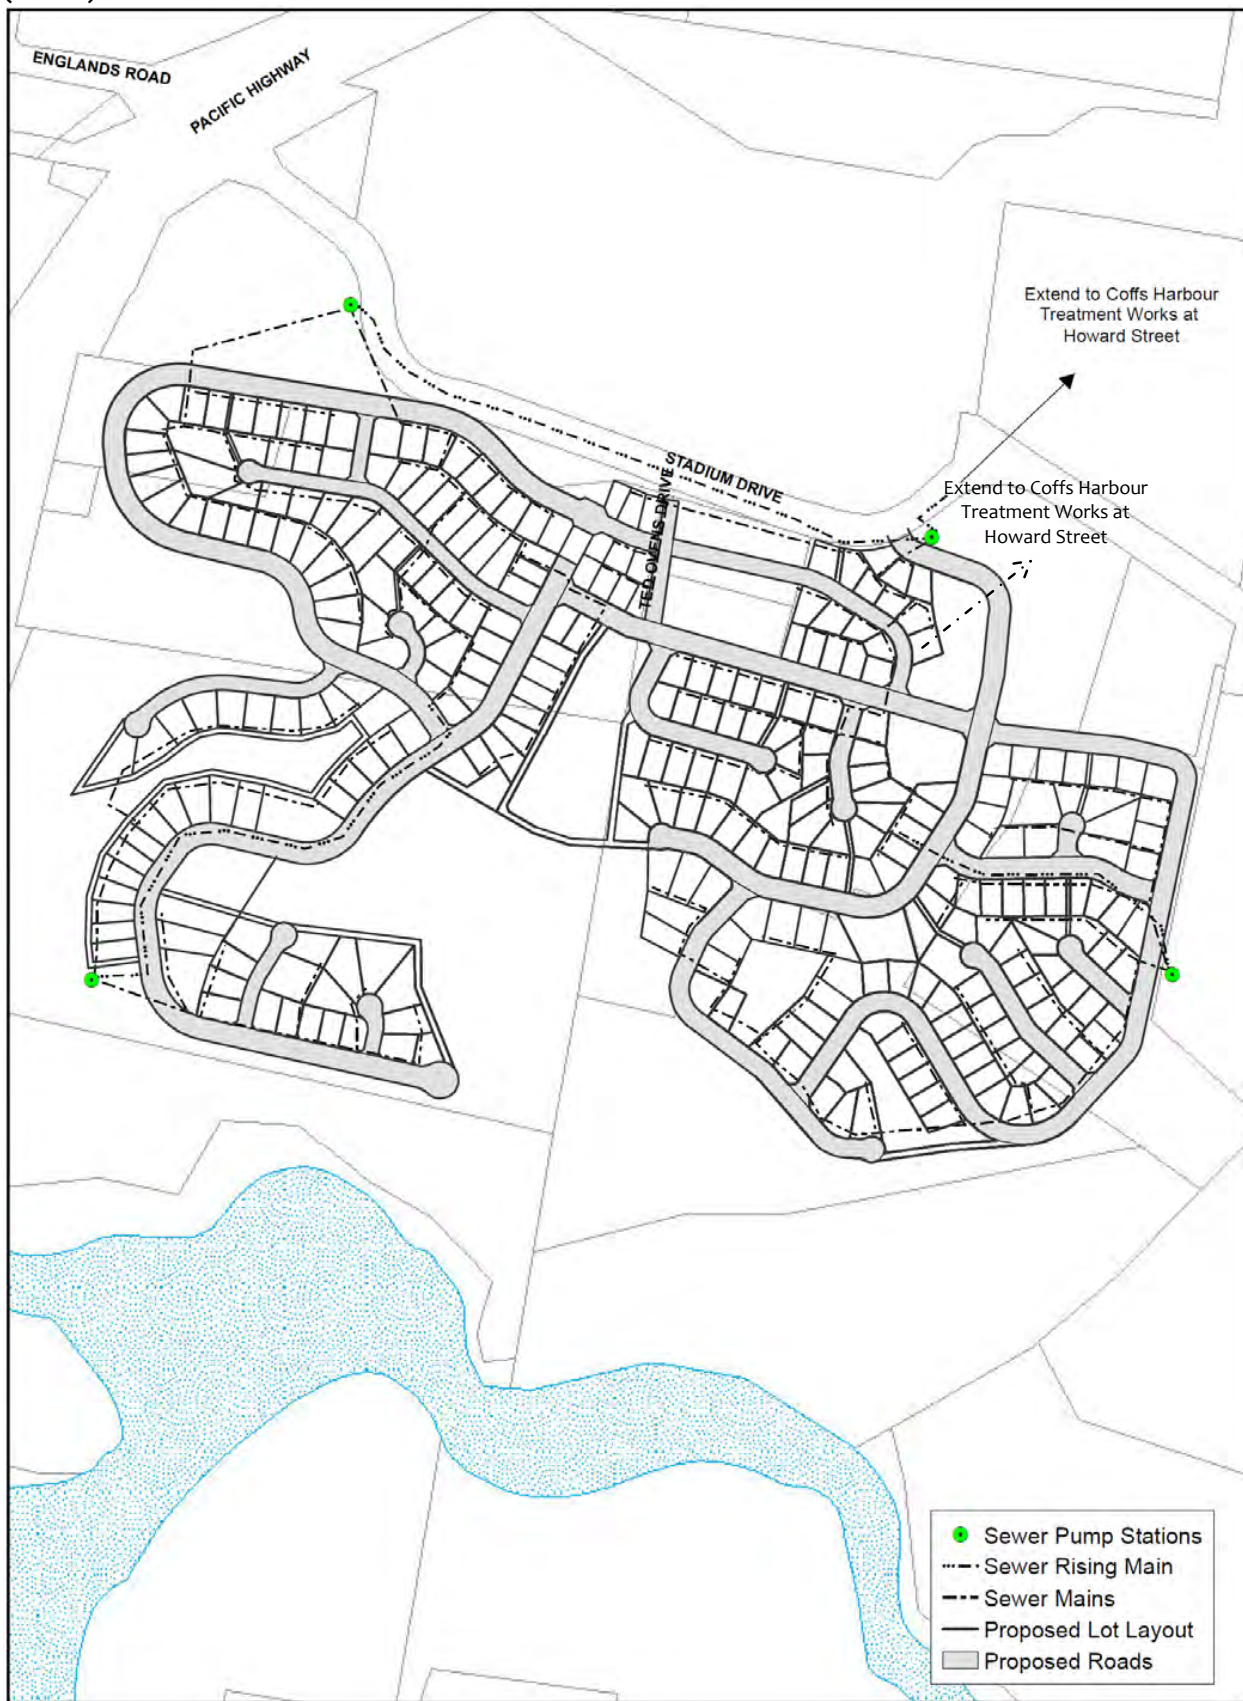 ENGLANDS ROAD
PACIFIC HIGHWAY
Extend to Coffs Harbour
Treatment Works at
Howard Street
STADIUM DRIVE
TED OVENS DRIVE
Extend to Coffs Harbour
Treatment Works at
Howard Street
Sewer Pump Stations
Sewer Rising Main
Sewer Mains
Proposed Lot Layout
Proposed Roads